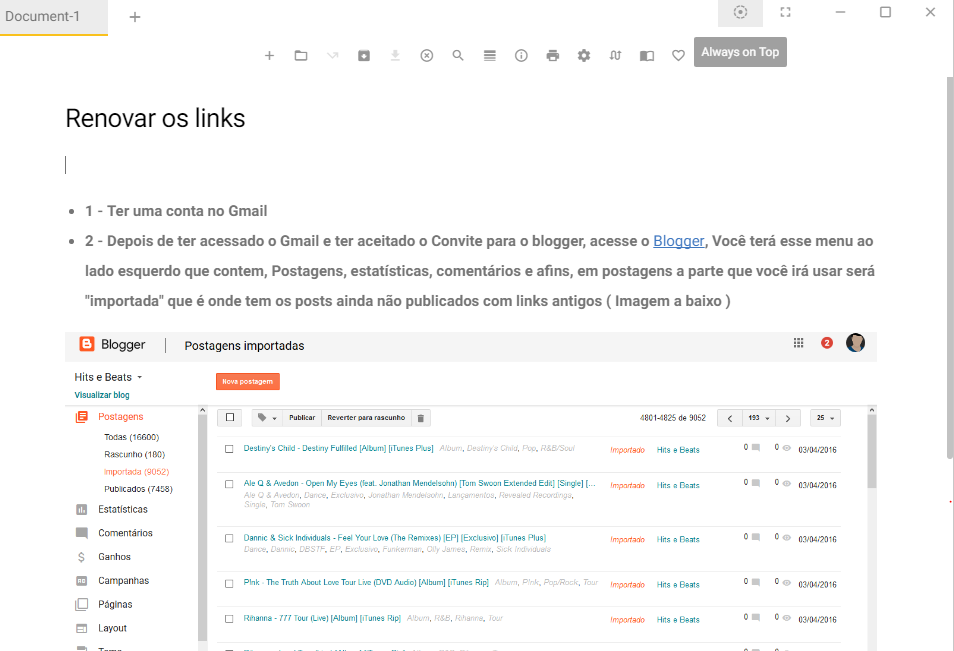 Document-1
Always on Top
Renovar os links
1 - Ter uma conta no Gmail
2 - Depois de ter acessado o Gmail e ter aceitado o Convite para o blogger, acesse o Blogger, Você terá esse menu ao
lado esquerdo que contem, Postagens, estatísticas, comentários e afins, em postagens a parte que você irá usar será
"importada" que é onde tem os posts ainda não publicados com links antigos ( Imagem a baixo )
Blogger Postagens importadas 2
Hits e Beats
Visualizar blog
Nova postagem
Postagens
Todas (16600)
Rascunho (180)
Importada (9052)
Publicados (7458)
Estatísticas
Comentários
Ganhos
Campanhas
Páginas
Layout
Publicar Reverter para rascunho 4801-4825 de 9052 193 25
Destiny's Child - Destiny Fulfilled [Album] [iTunes Plus] Album, Destiny's Child, Pop, R&B/Soul Importado Hits e Beats 0 0 03/04/2016
Ale Q & Avedon - Open My Eyes (feat. Jonathan Mendelsohn) [Tom Swoon Extended Edit] [Single] [... Importado Hits e Beats 0 0 03/04/2016
Ale Q & Avedon, Dance, Exclusivo, Jonathan Mendelsohn, Lançamentos, Revealed Recordings,
Single, Tom Swoon
Dannic & Sick Individuals - Feel Your Love (The Remixes) [EP] [Exclusivo] [iTunes Plus] Importado Hits e Beats 0 0 03/04/2016
Dance, Dannic, DBSTF, EP, Exclusivo, Funkerman, Olly James, Remix, Sick Individuals
P!nk - The Truth About Love Tour Live (DVD Audio) [Album] [iTunes Rip] Album, P!nk, Pop/Rock, Tour Importado Hits e Beats 0 0 03/04/2016
Rihanna - 777 Tour (Live) [Album] [iTunes Rip] Album, R&B, Rihanna, Tour Importado Hits e Beats 0 0 03/04/2016